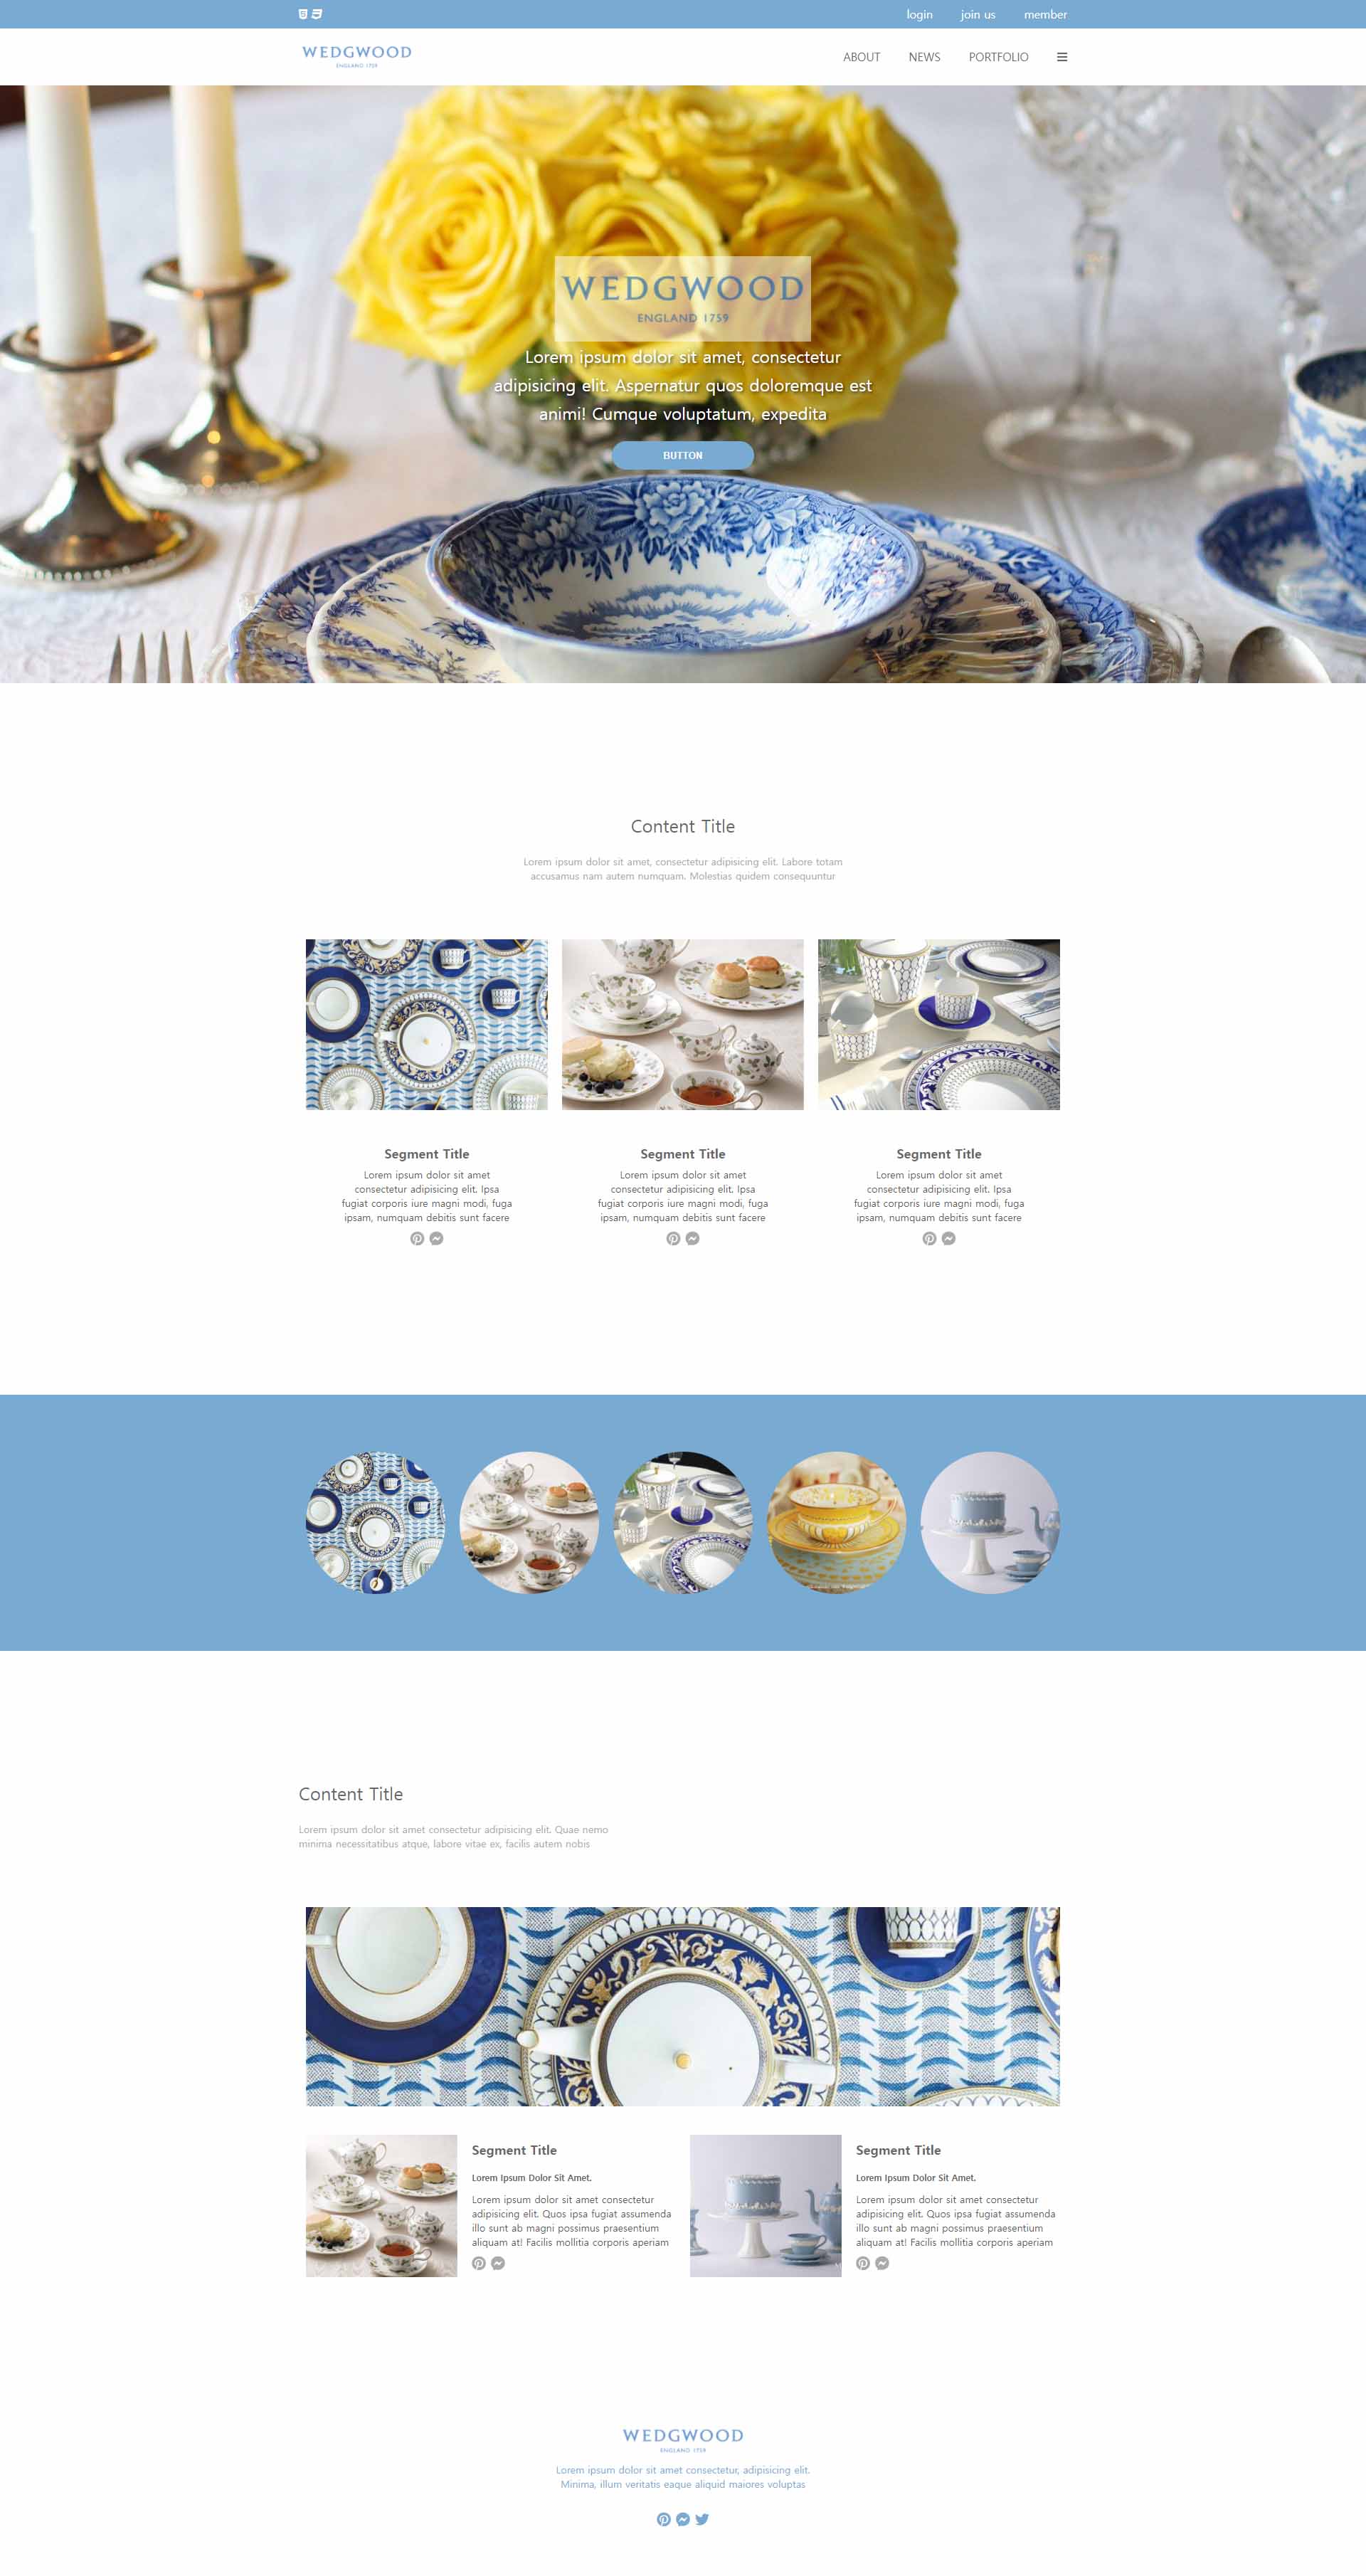 login join us member
WEDGWOOD
ENGLAND 1759
ABOUT NEWS PORTFOLIO
WEDGWOOD
ENGLAND 1759
Lorem ipsum dolor sit amet, consectetur
adipisicing elit. Aspernatur quos doloremque est
animi! Cumque voluptatum, expedita
BUTTON
Content Title
Lorem ipsum dolor sit amet, consectetur adipisicing elit. Labore totam
accusamus nam autem numquam. Molestias quidem consequuntur
Segment Title
Lorem ipsum dolor sit amet
consectetur adipisicing elit. Ipsa
fugiat corporis iure magni modi, fuga
ipsam, numquam debitis sunt facere
Segment Title
Lorem ipsum dolor sit amet
consectetur adipisicing elit. Ipsa
fugiat corporis iure magni modi, fuga
ipsam, numquam debitis sunt facere
Segment Title
Lorem ipsum dolor sit amet
consectetur adipisicing elit. Ipsa
fugiat corporis iure magni modi, fuga
ipsam, numquam debitis sunt facere
Content Title
Lorem ipsum dolor sit amet consectetur adipisicing elit. Quae nemo
minima necessitatibus atque, labore vitae ex, facilis autem nobis
Segment Title
Lorem Ipsum Dolor Sit Amet.
Lorem ipsum dolor sit amet consectetur
adipisicing elit. Quos ipsa fugiat assumenda
illo sunt ab magni possimus praesentium
aliquam at! Facilis mollitia corporis aperiam
Segment Title
Lorem Ipsum Dolor Sit Amet.
Lorem ipsum dolor sit amet consectetur
adipisicing elit. Quos ipsa fugiat assumenda
illo sunt ab magni possimus praesentium
aliquam at! Facilis mollitia corporis aperiam
WEDGWOOD
ENGLAND 1759
Lorem ipsum dolor sit amet consectetur, adipisicing elit.
Minima, illum veritatis eaque aliquid maiores voluptas